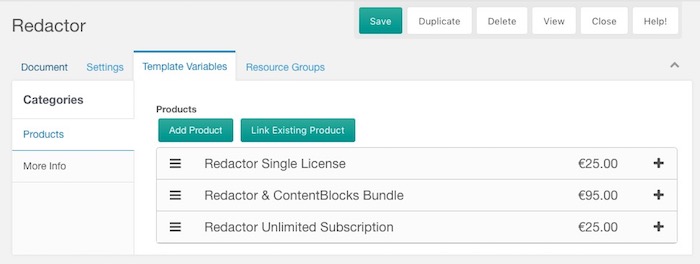 Redactor
Save Duplicate Delete View Close Help!
Document Settings Template Variables Resource Groups
Categories
Products
More Info
Products
Add Product Link Existing Product
Redactor Single License €25.00
Redactor & ContentBlocks Bundle €95.00
Redactor Unlimited Subscription €25.00